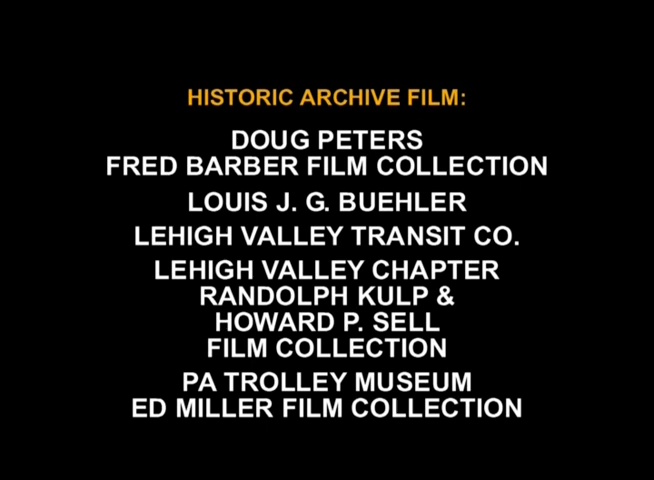 HISTORIC ARCHIVE FILM:
DOUG PETERS
FRED BARBER FILM COLLECTION
LOUIS J. G. BUEHLER
LEHIGH VALLEY TRANSIT CO.
LEHIGH VALLEY CHAPTER
RANDOLPH KULP &
HOWARD P. SELL
FILM COLLECTION
PA TROLLEY MUSEUM
ED MILLER FILM COLLECTION